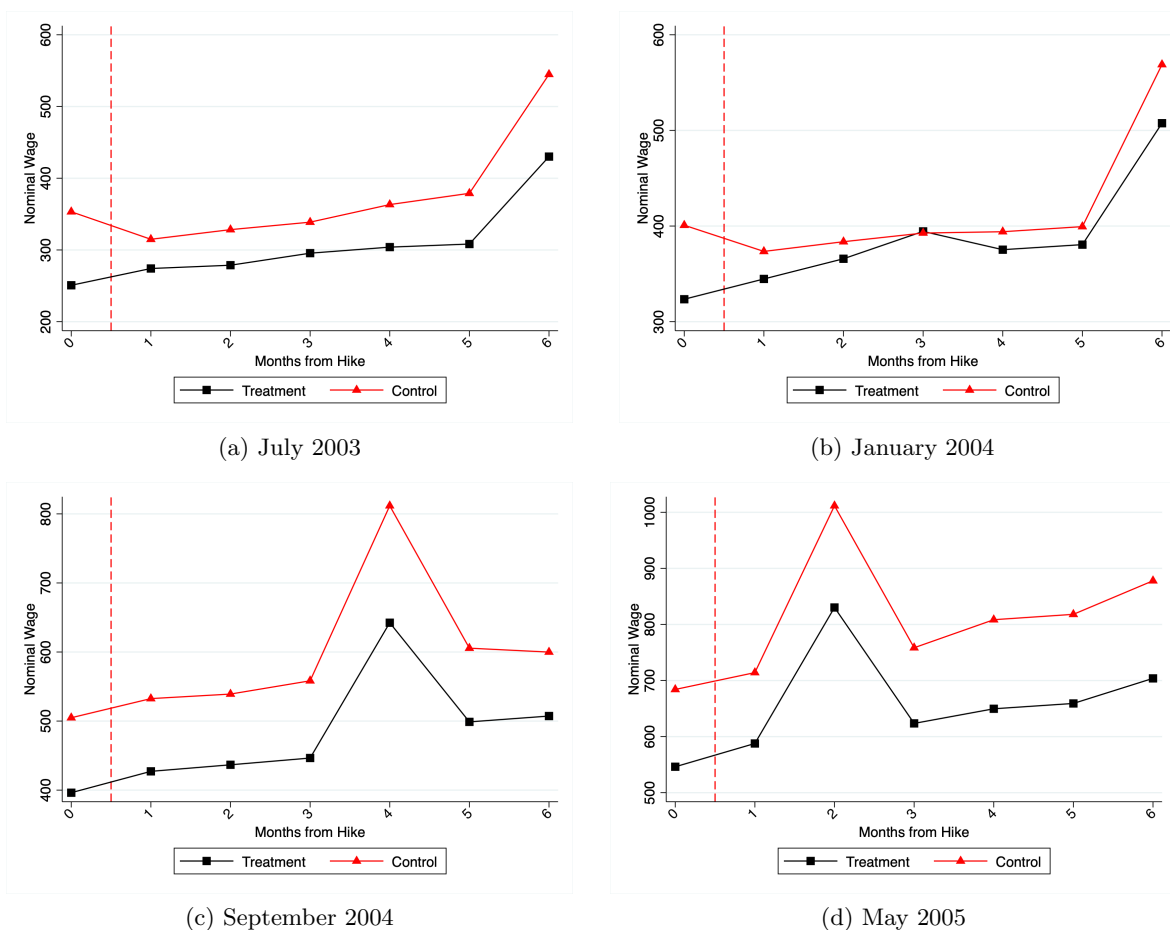 600
500
400
300
200
Nominal Wage
0 1 2 3 4 5 6
Months from Hike
Treatment Control
(a) July 2003
600
500
400
300
Nominal Wage
0 1 2 3 4 5 6
Months from Hike
Treatment Control
(b) January 2004
800
700
600
500
400
Nominal Wage
0 1 2 3 4 5 6
Months from Hike
Treatment Control
(c) September 2004
1000
900
800
700
600
500
Nominal Wage
0 1 2 3 4 5 6
Months from Hike
Treatment Control
(d) May 2005